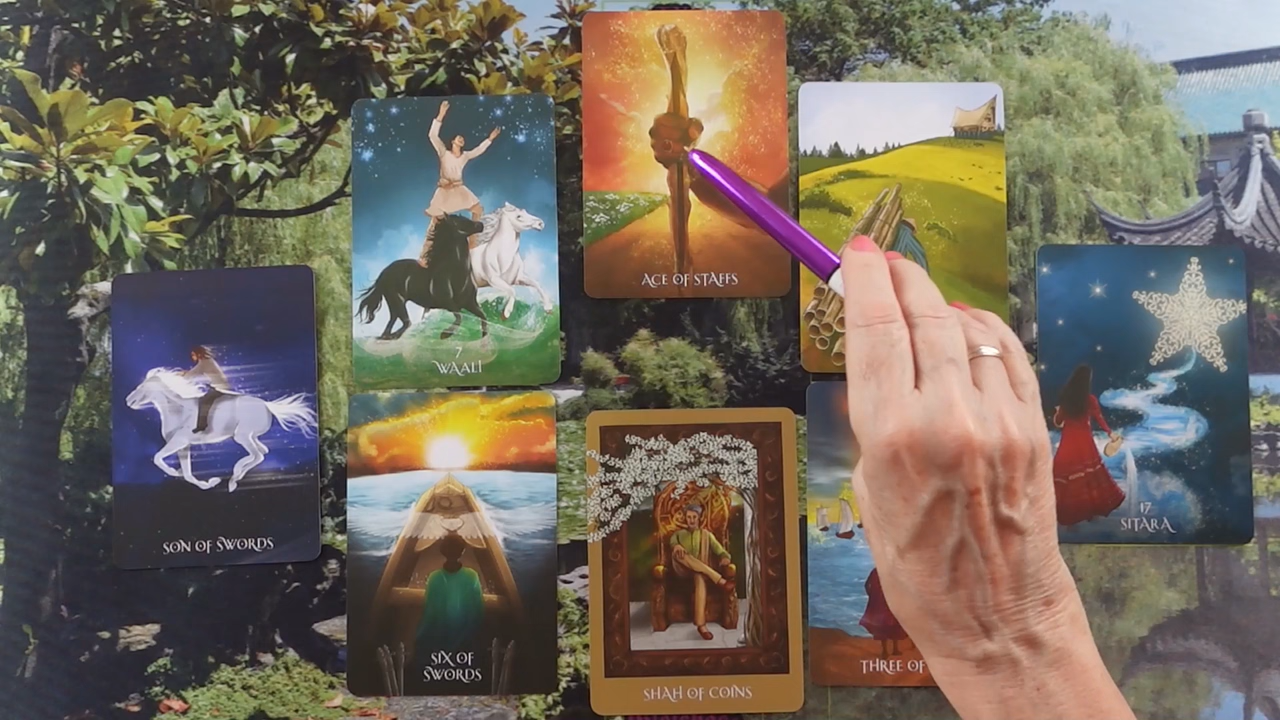 ACE OF STAFFS
7
WAALI
17
SITARA
SON OF SWORDS
SIX OF
SWORDS
SHAH OF COINS
THREE OF